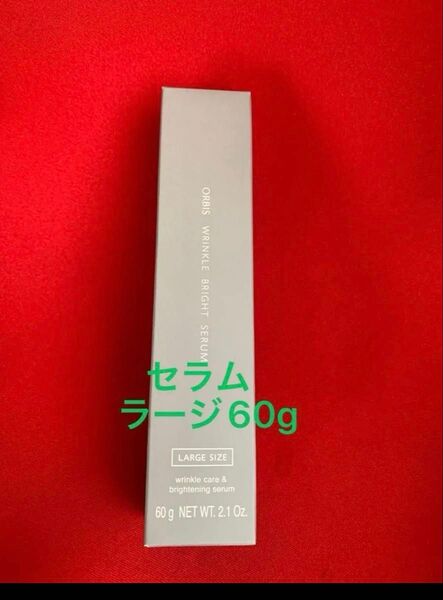 ORBIS WRINKLE BRIGHT SERUM
セラム
ラージ60g
LARGE SIZE
wrinkle care &
brightening serum
60 g NET WT. 2.1 Oz.